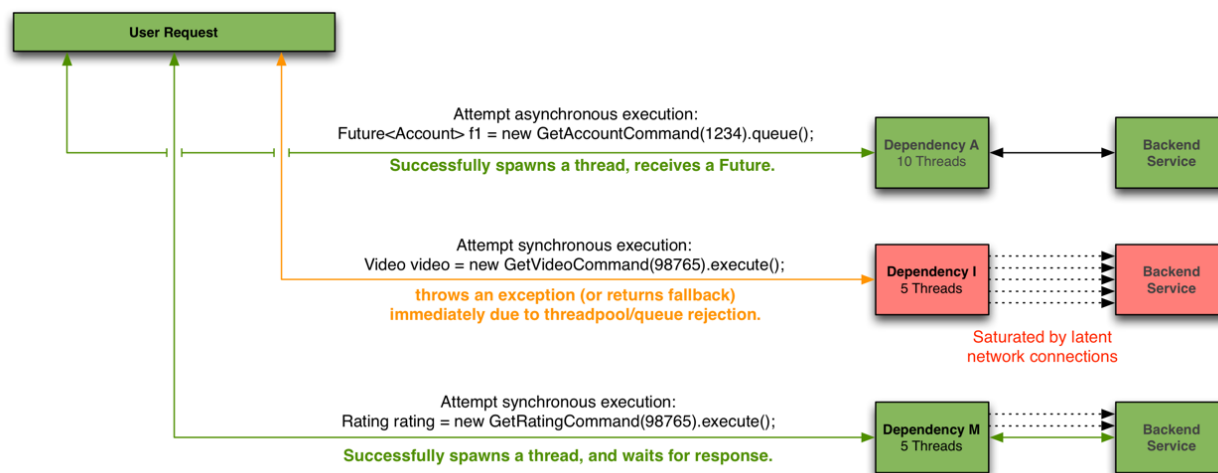 User Request
Attempt asynchronous execution:
Future<Account> f1 = new GetAccountCommand(1234).queue();
Successfully spawns a thread, receives a Future.
Dependency A
10 Threads
Backend
Service
Attempt synchronous execution:
Video video = new GetVideoCommand(98765).execute();
throws an exception (or returns fallback)
immediately due to threadpool/queue rejection.
Dependency I
5 Threads
Backend
Service
Saturated by latent
network connections
Attempt synchronous execution:
Rating rating = new GetRatingCommand(98765).execute();
Successfully spawns a thread, and waits for response.
Dependency M
5 Threads
Backend
Service